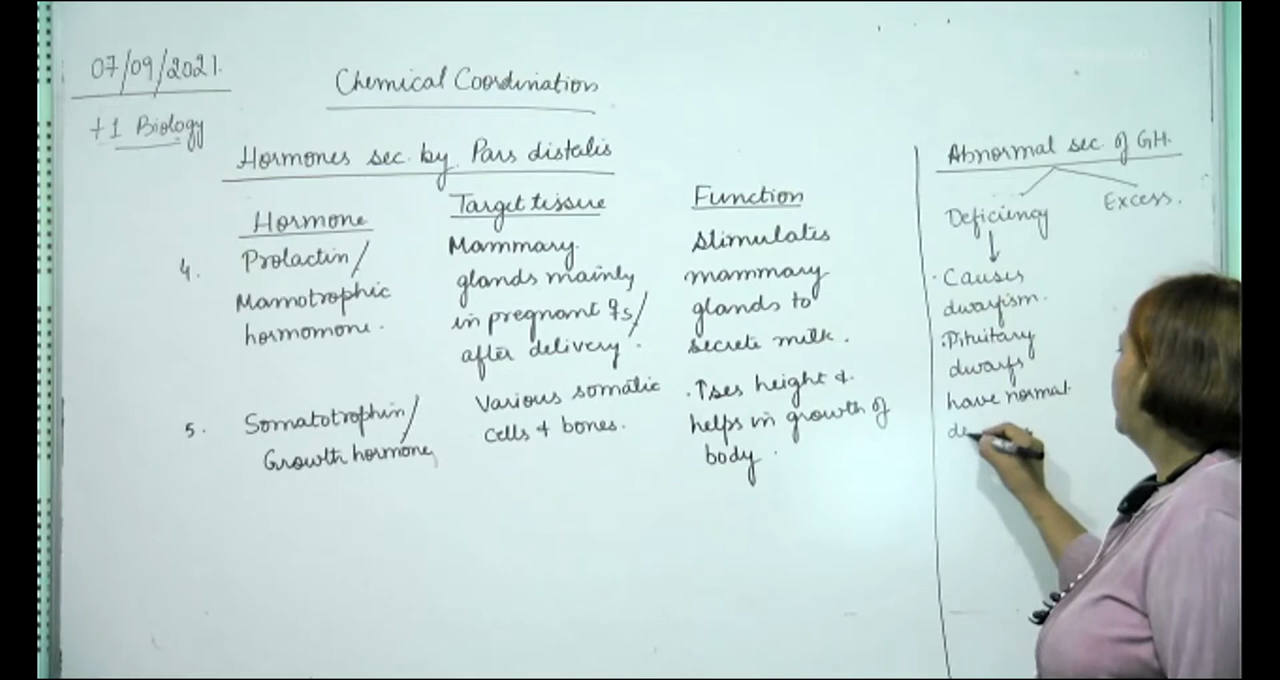 07/09/2021.
+1 Biology
Chemical Coordination
Hormones sec. by Pars distalis
Hormone
Target tissue
Function
4.
Prolactin/
Mamotrophic
hormomone.
Mammary
glands mainly
in pregnant ♀s/
after delivery.
Stimulates
mammary
glands to
secrete milk.
5.
Somatotrophin/
Growth hormone,
Various somatic
cells & bones.
. ↑ses height &
helps in growth of
body.
Abnormal sec. of GH.
Deficiency
Excess.
↓
. Causes
dwarfism.
. Pituitary
dwarfs
have normal